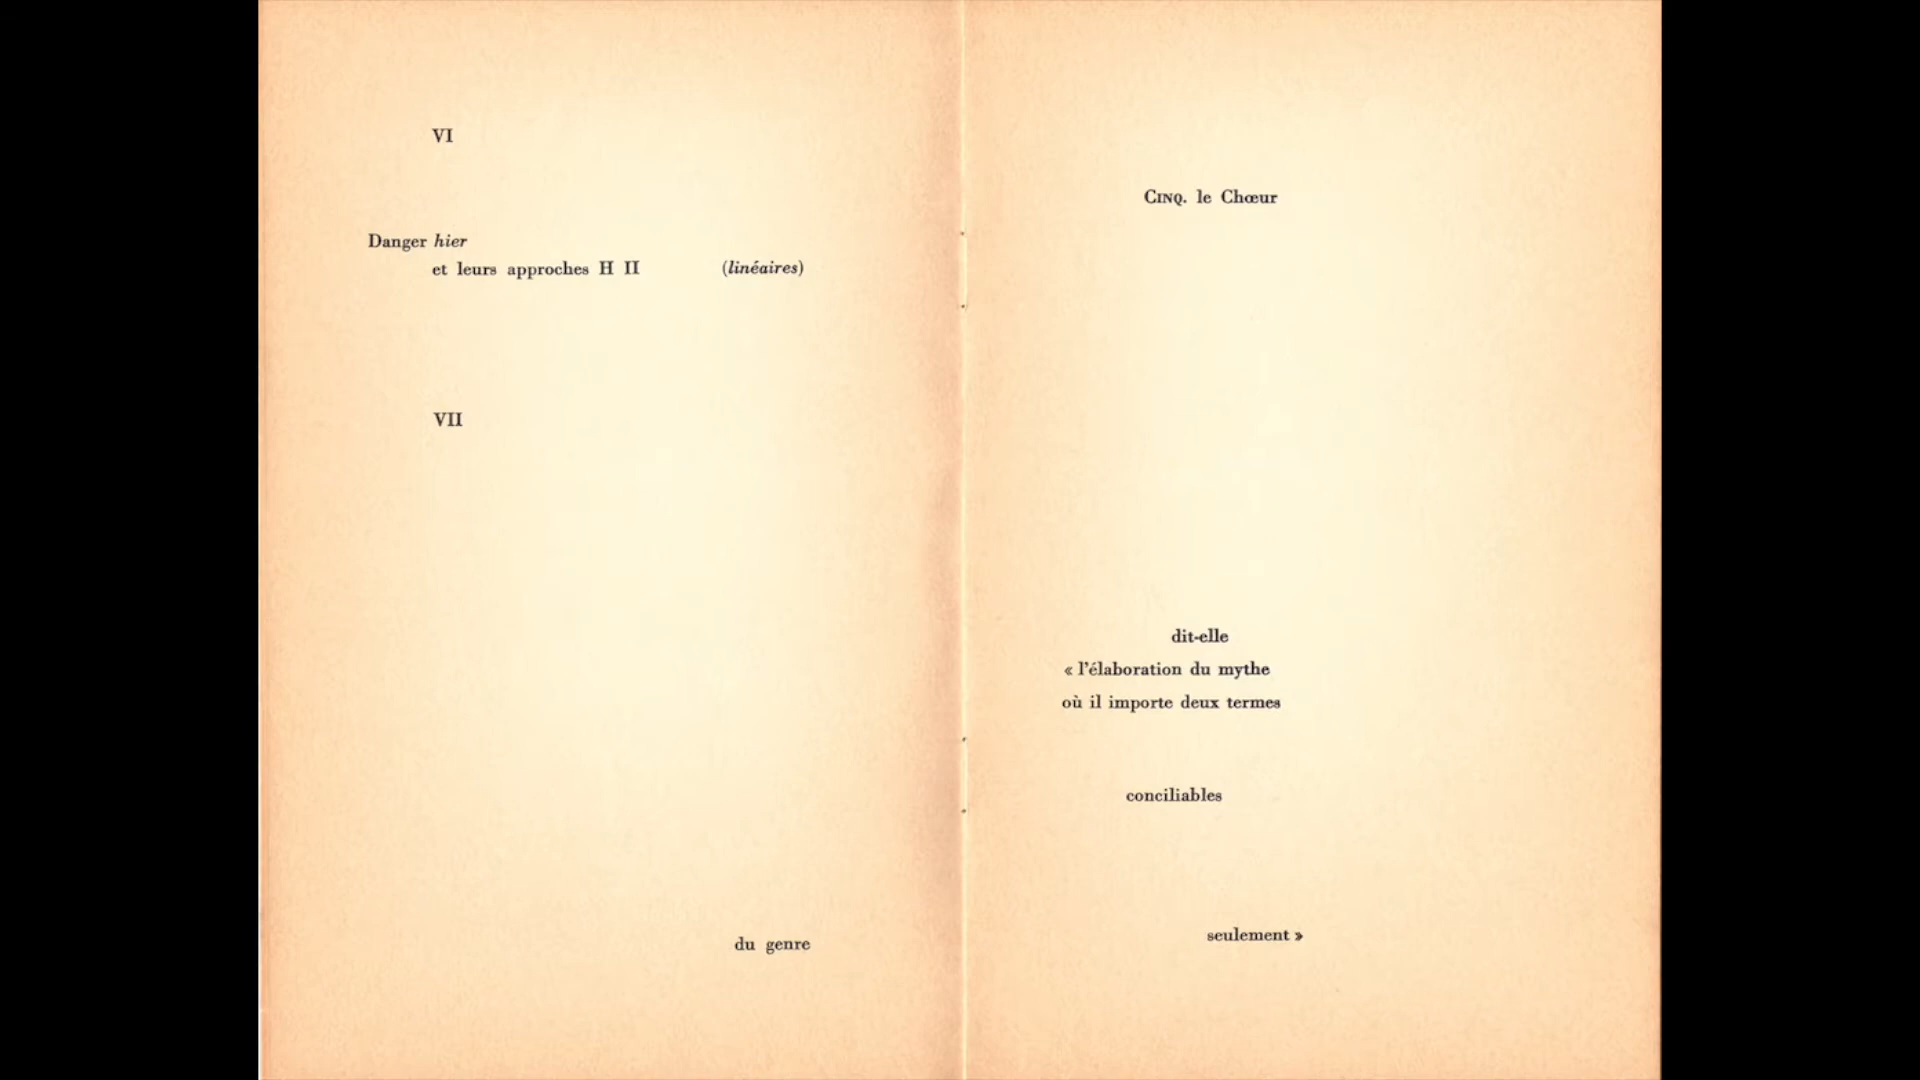 VI
Danger hier
et leurs approches H II (linéaires)
VII
du genre
CINQ. le Chœur
dit-elle
« l'élaboration du mythe
où il importe deux termes
conciliables
seulement »